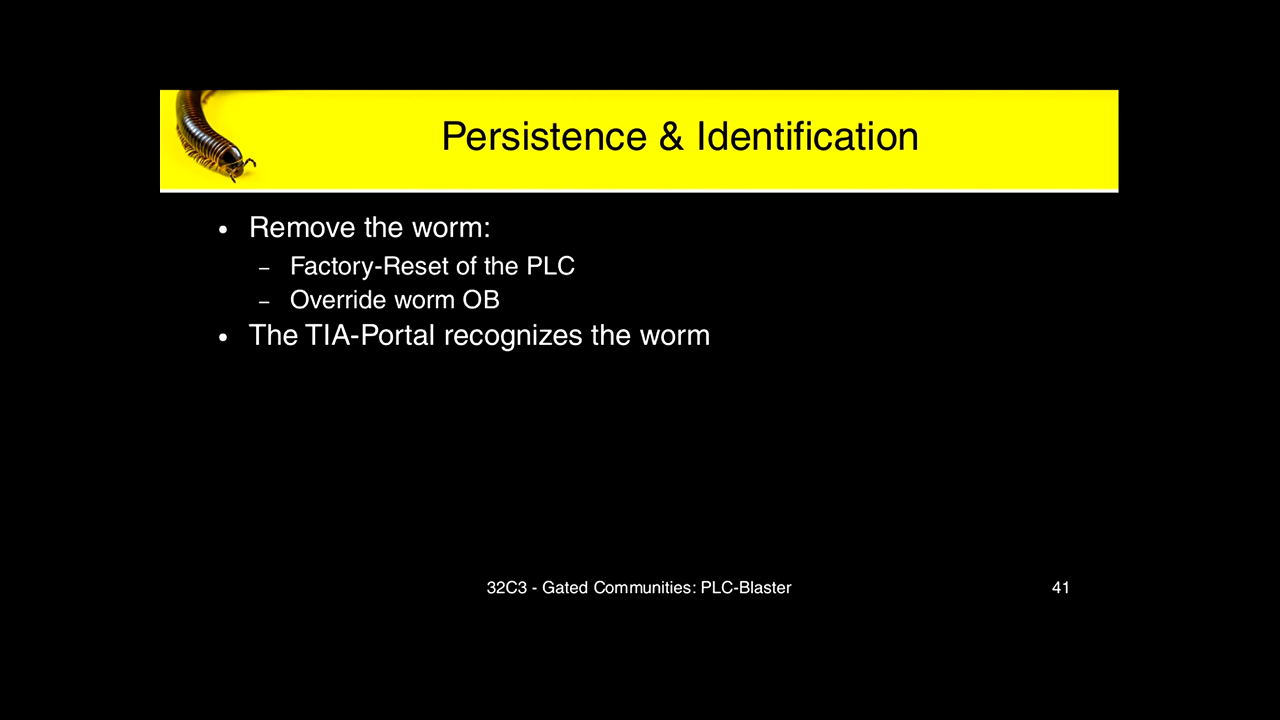 Persistence & Identification
• Remove the worm:
– Factory-Reset of the PLC
– Override worm OB
• The TIA-Portal recognizes the worm
32C3 - Gated Communities: PLC-Blaster
41